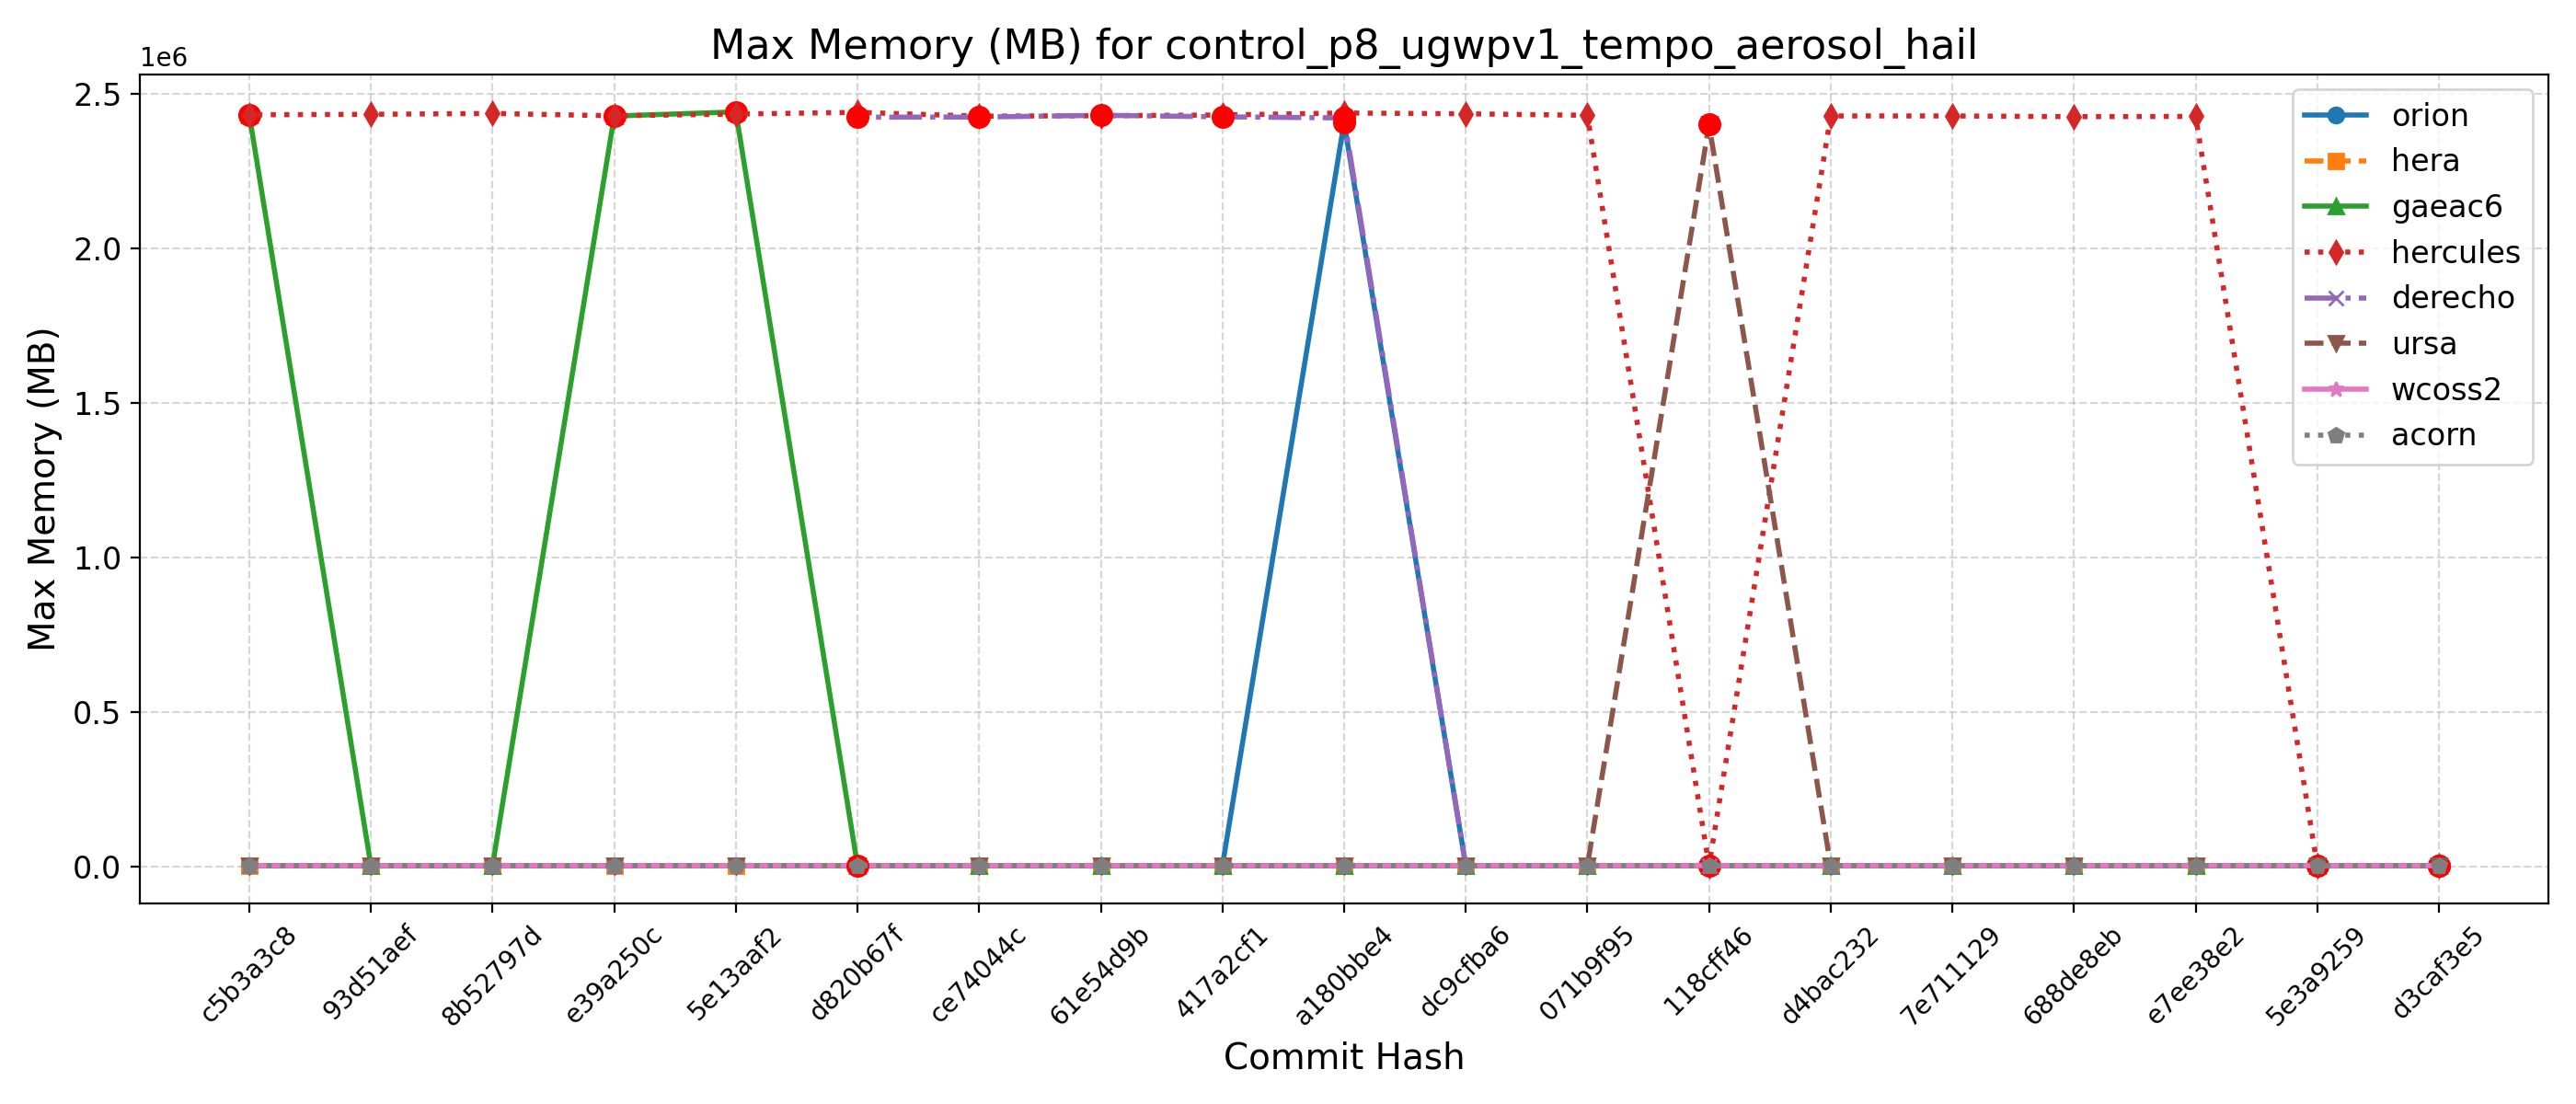 Max Memory (MB) for control_p8_ugwpv1_tempo_aerosol_hail
1e6
2.5
2.0
1.5
1.0
0.5
0.0
Max Memory (MB)
orion
hera
gaeac6
hercules
derecho
ursa
wcoss2
acorn
c5b3a3c8
93d51aef
8b52797d
e39a250c
5e13aaf2
d820b67f
ce74044c
61e54d9b
417a2cf1
a180bbe4
dc9cfba6
071b9f95
118cff46
d4bac232
7e711129
688de8eb
e7ee38e2
5e3a9259
d3caf3e5
Commit Hash